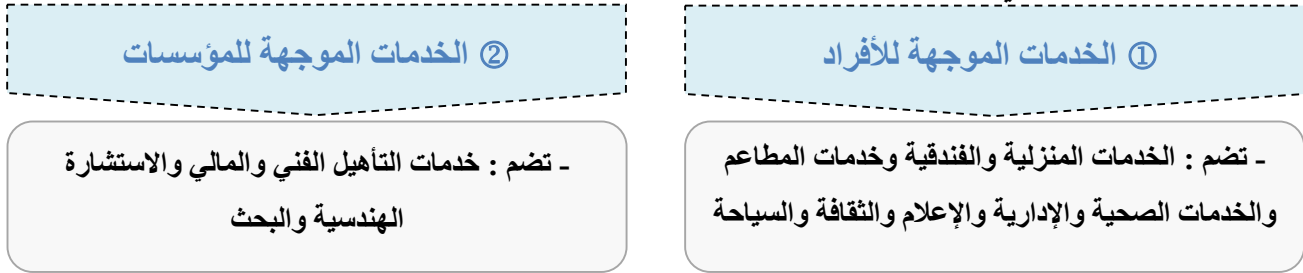 ① الخدمات الموجهة للأفراد
- تضم : الخدمات المنزلية والفندقية وخدمات المطاعم
والخدمات الصحية والإدارية والإعلام والثقافة والسياحة
② الخدمات الموجهة للمؤسسات
- تضم : خدمات التأهيل الفني والمالي والاستشارة
الهندسية والبحث